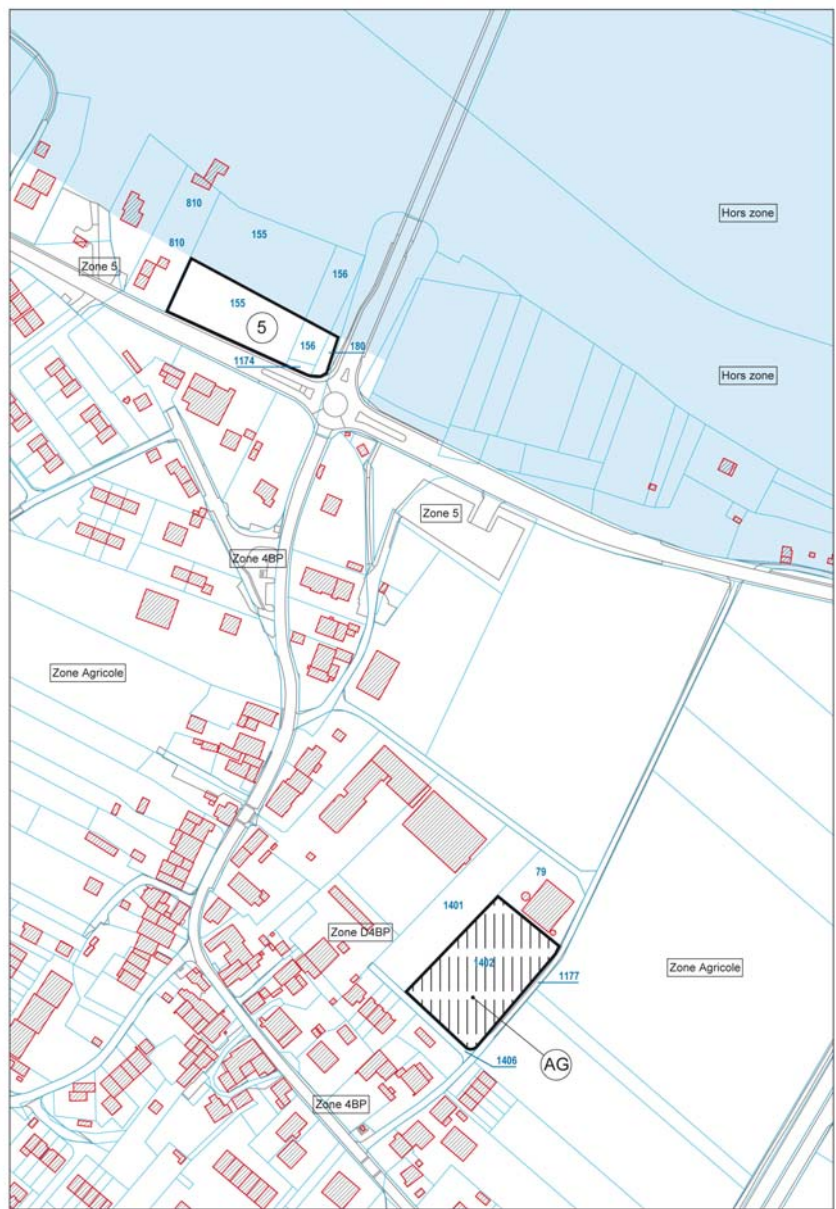 810
155
Hors zone
810
156
Zone 5
155
5
156
180
1174
Hors zone
Zone 5
Zone 4BP
Zone Agricole
79
1401
Zone D4BP
1402
Zone Agricole
1177
1406
AG
Zone 4BP